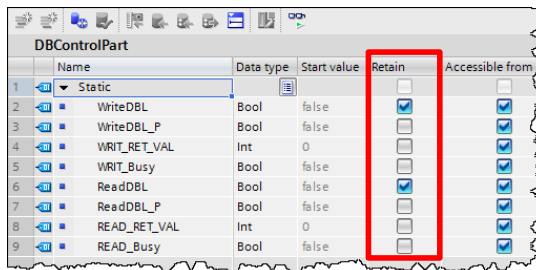 DBControlPart
Name Data type Start value Retain Accessible from
1 Static
2 WriteDBL Bool false
3 WriteDBL_P Bool false
4 WRIT_RET_VAL Int 0
5 WRIT_Busy Bool false
6 ReadDBL Bool false
7 ReadDBL_P Bool false
8 READ_RET_VAL Int 0
9 READ_Busy Bool false